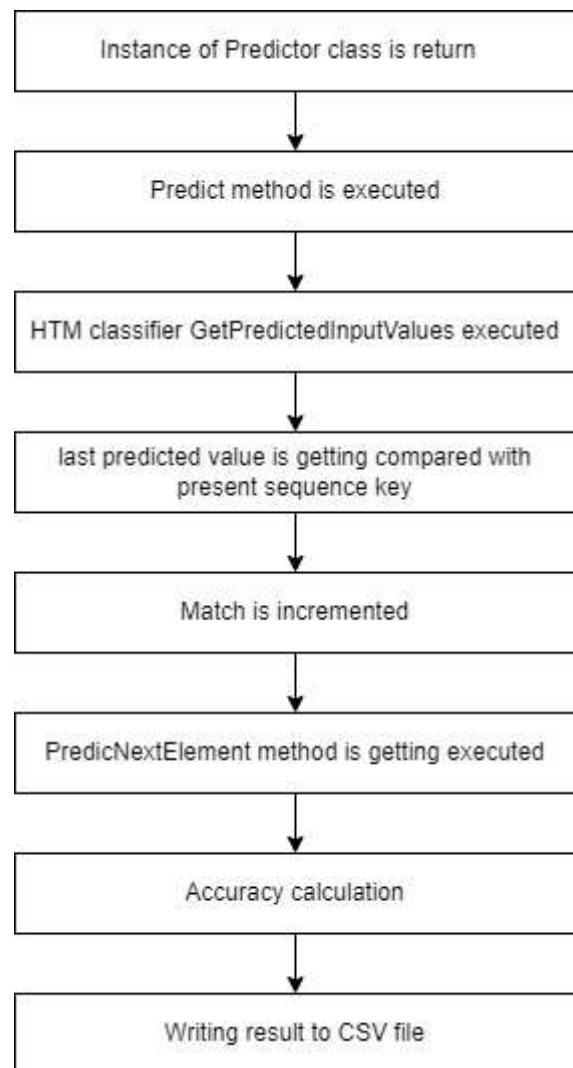 Instance of Predictor class is return
Predict method is executed
HTM classifier GetPredictedInputValues executed
last predicted value is getting compared with
present sequence key
Match is incremented
PredicNextElement method is getting executed
Accuracy calculation
Writing result to CSV file